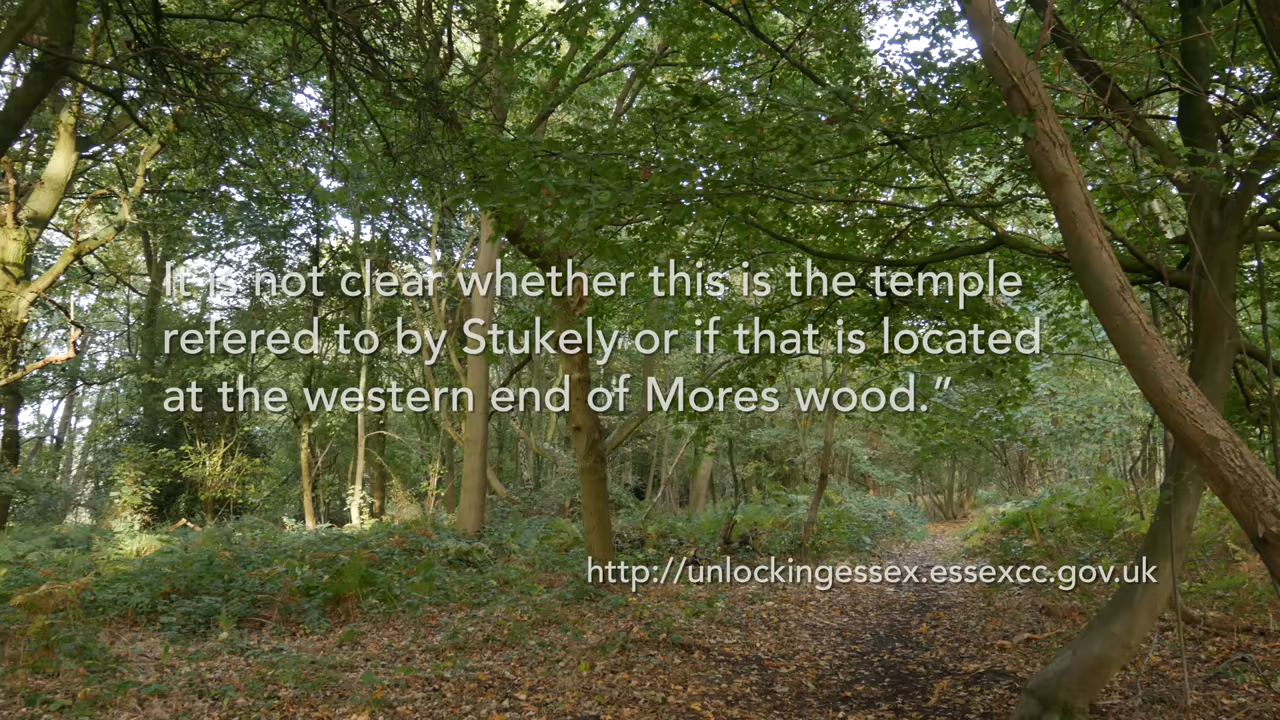 It is not clear whether this is the temple
refered to by Stukely or if that is located
at the western end of Mores wood.”
http://unlockingessex.essexcc.gov.uk